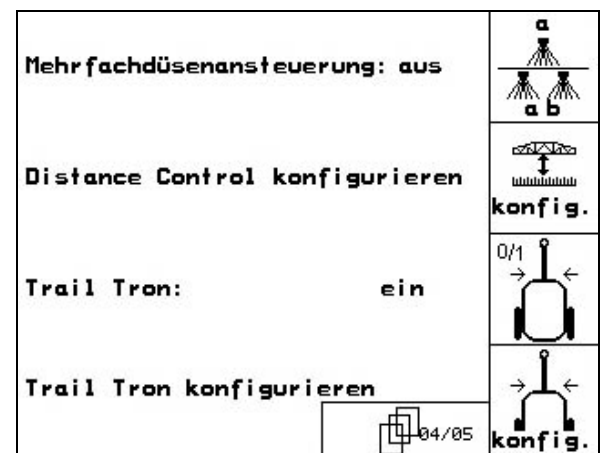 a
Mehrfachdüsenansteuerung: aus
a b
Distance Control konfigurieren
konfig.
0/1
Trail Tron: ein
Trail Tron konfigurieren
04/05
konfig.